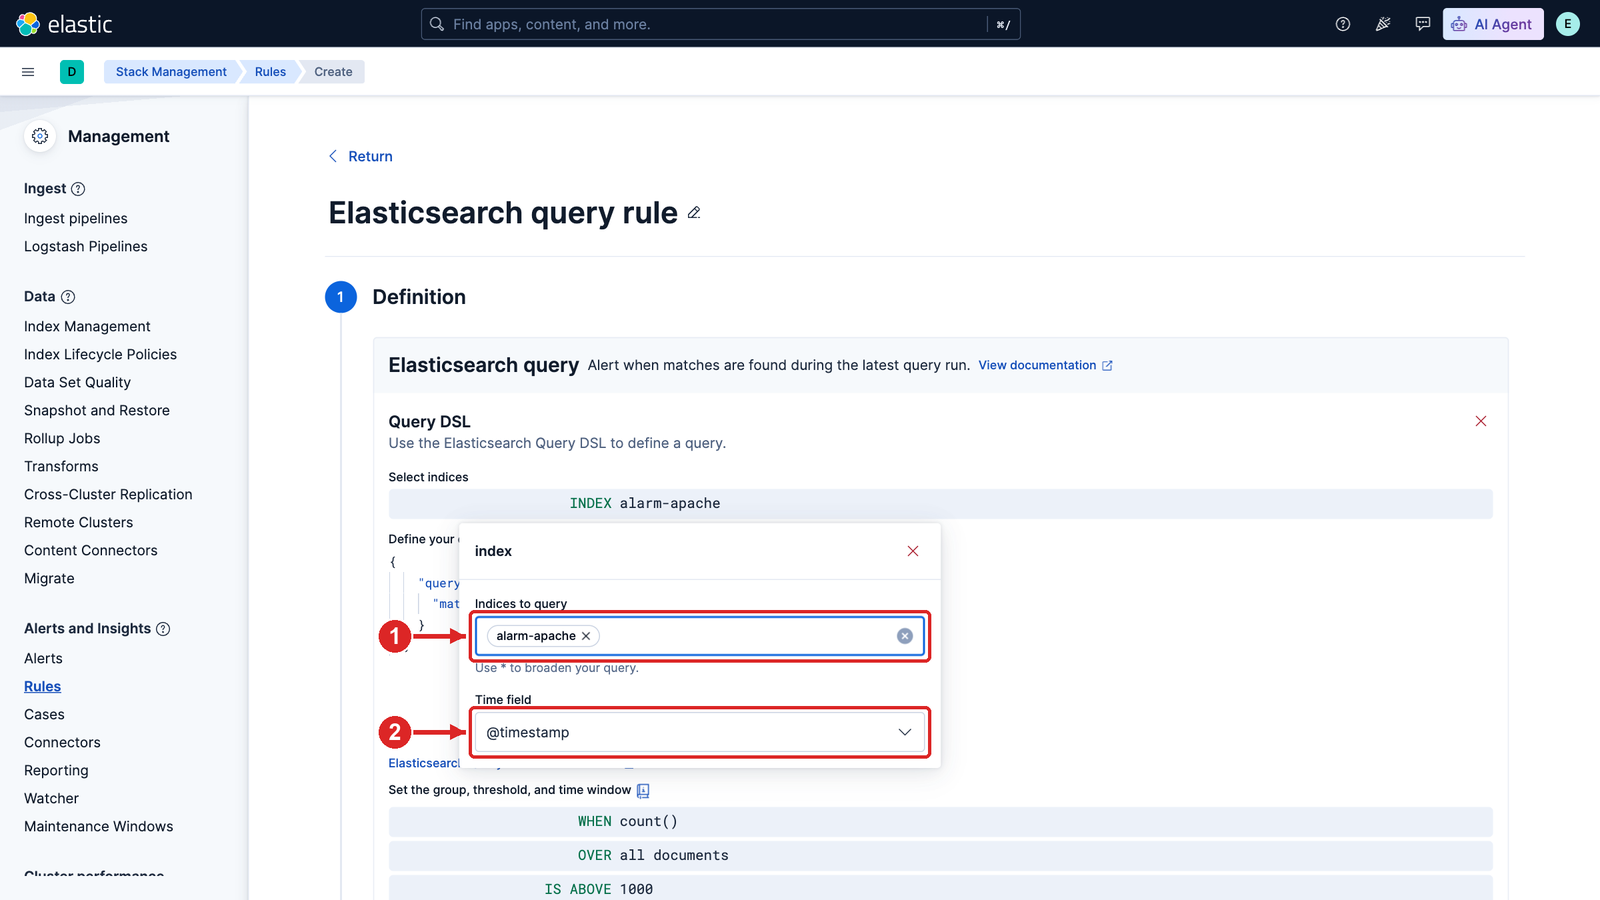 elastic
Find apps, content, and more.
⌘/
AI Agent
E
D
Stack Management
Rules
Create
Management
Ingest
Ingest pipelines
Logstash Pipelines
Data
Index Management
Index Lifecycle Policies
Data Set Quality
Snapshot and Restore
Rollup Jobs
Transforms
Cross-Cluster Replication
Remote Clusters
Content Connectors
Migrate
Alerts and Insights
Alerts
Rules
Cases
Connectors
Reporting
Watcher
Maintenance Windows
Cluster performance
Return
Elasticsearch query rule
1 Definition
Elasticsearch query Alert when matches are found during the latest query run. View documentation
Query DSL
Use the Elasticsearch Query DSL to define a query.
Select indices
INDEX alarm-apache
Define your
{
"query
"mat
}
index
Indices to query
1
alarm-apache
Use * to broaden your query.
Time field
2
@timestamp
Elasticsearch
Set the group, threshold, and time window
WHEN count()
OVER all documents
IS ABOVE 1000